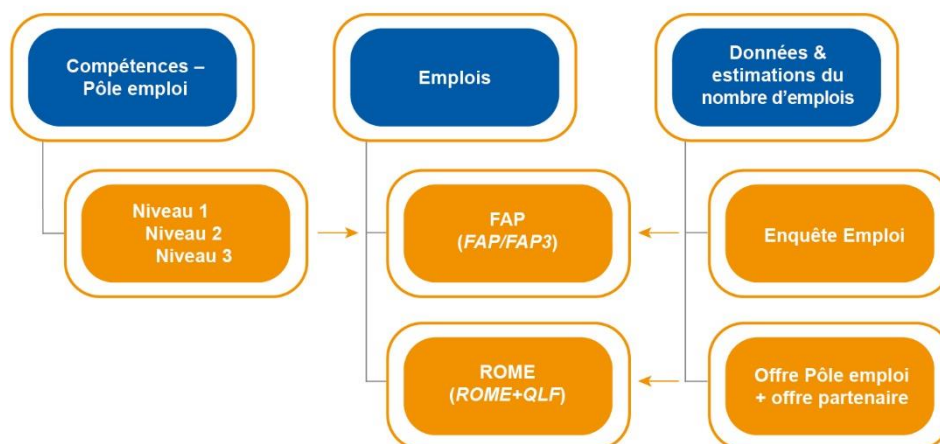 Compétences –
Pôle emploi
Emplois
Données &
estimations du
nombre d’emplois
Niveau 1
Niveau 2
Niveau 3
FAP
(FAP/FAP3)
Enquête Emploi
ROME
(ROME+QLF)
Offre Pôle emploi
+ offre partenaire